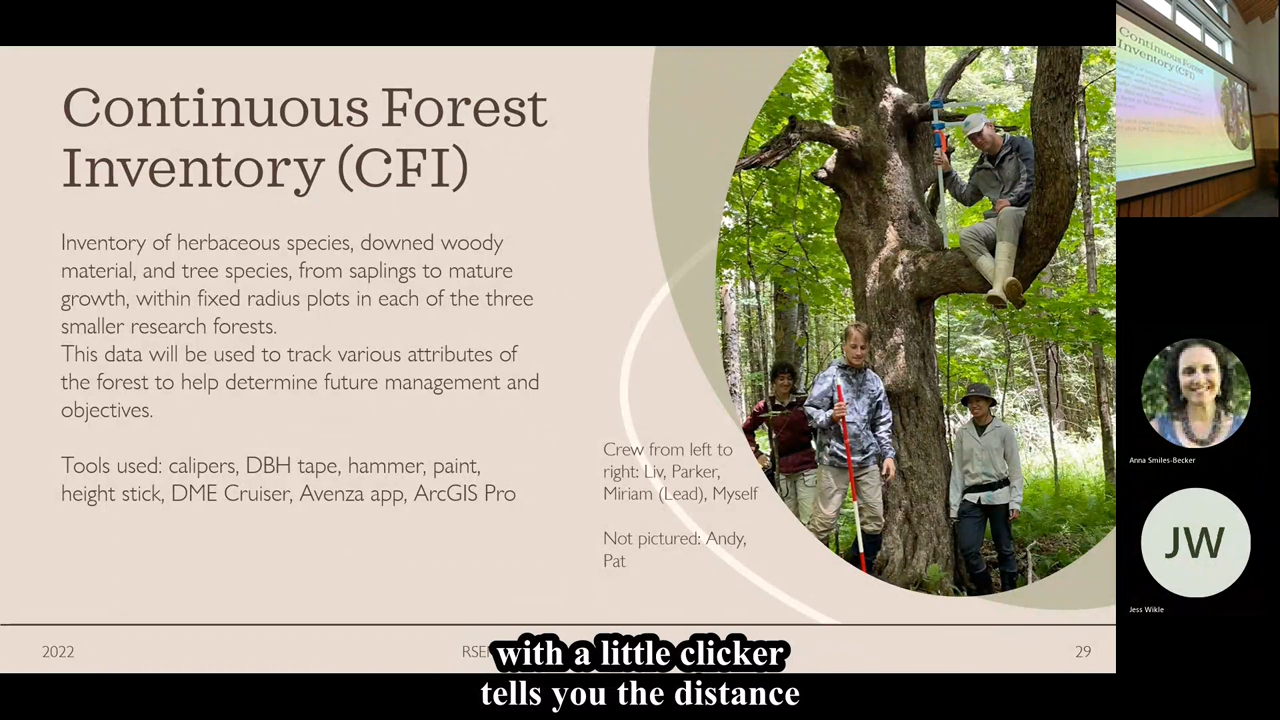 Continuous Forest
Inventory (CFI)
Inventory of herbaceous species, downed woody
material, and tree species, from saplings to mature
growth, within fixed radius plots in each of the three
smaller research forests.
This data will be used to track various attributes of
the forest to help determine future management and
objectives.
Tools used: calipers, DBH tape, hammer, paint,
height stick, DME Cruiser, Avenza app, ArcGIS Pro
Crew from left to
right: Liv, Parker,
Miriam (Lead), Myself
Not pictured: Andy,
Pat
2022
29
with a little clicker
tells you the distance
Continuous Forest
Inventory (CFI)
Anna Smiles-Becker
JW
Jess Wikle